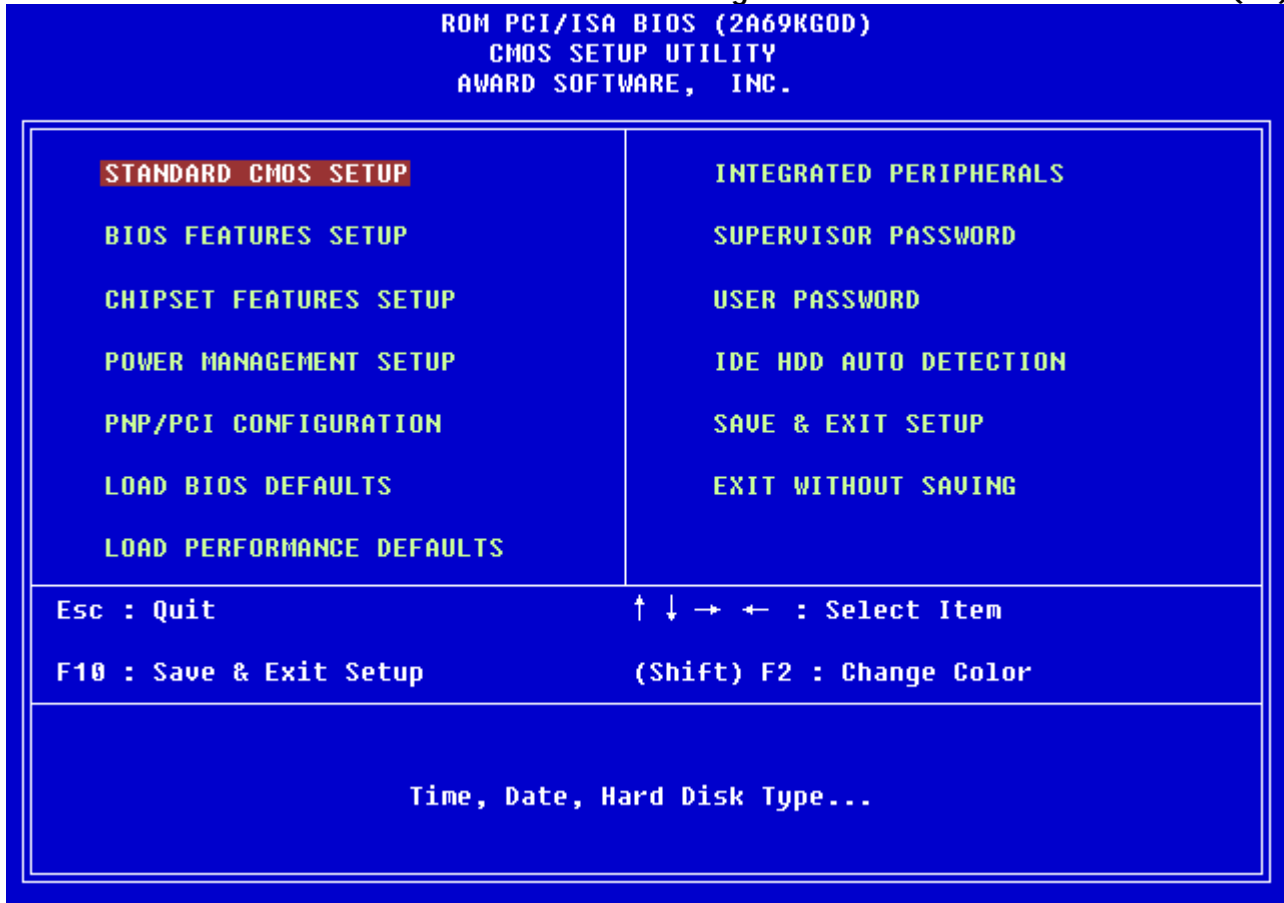 ROM PCI/ISA BIOS (2A69KGOD)
CMOS SETUP UTILITY
AWARD SOFTWARE, INC.
STANDARD CMOS SETUP
BIOS FEATURES SETUP
CHIPSET FEATURES SETUP
POWER MANAGEMENT SETUP
PNP/PCI CONFIGURATION
LOAD BIOS DEFAULTS
LOAD PERFORMANCE DEFAULTS
INTEGRATED PERIPHERALS
SUPERVISOR PASSWORD
USER PASSWORD
IDE HDD AUTO DETECTION
SAVE & EXIT SETUP
EXIT WITHOUT SAVING
Esc : Quit
↑ ↓ → ← : Select Item
F10 : Save & Exit Setup
(Shift) F2 : Change Color
Time, Date, Hard Disk Type...